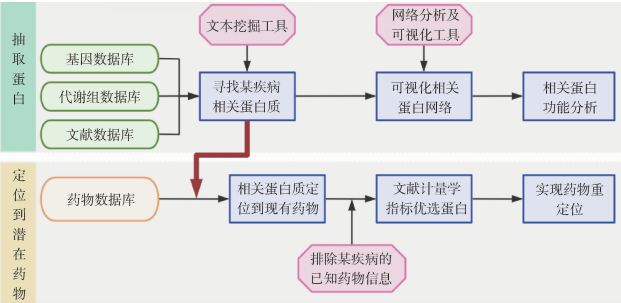 抽取蛋白
文本挖掘工具
网络分析及
可视化工具
基因数据库
代谢组数据库
文献数据库
寻找某疾病
相关蛋白质
可视化相关
蛋白网络
相关蛋白
功能分析
定位到潜在药物
药物数据库
相关蛋白质定
位到现有药物
文献计量学
指标优选蛋白
实现药物重
定位
排除某疾病的
已知药物信息